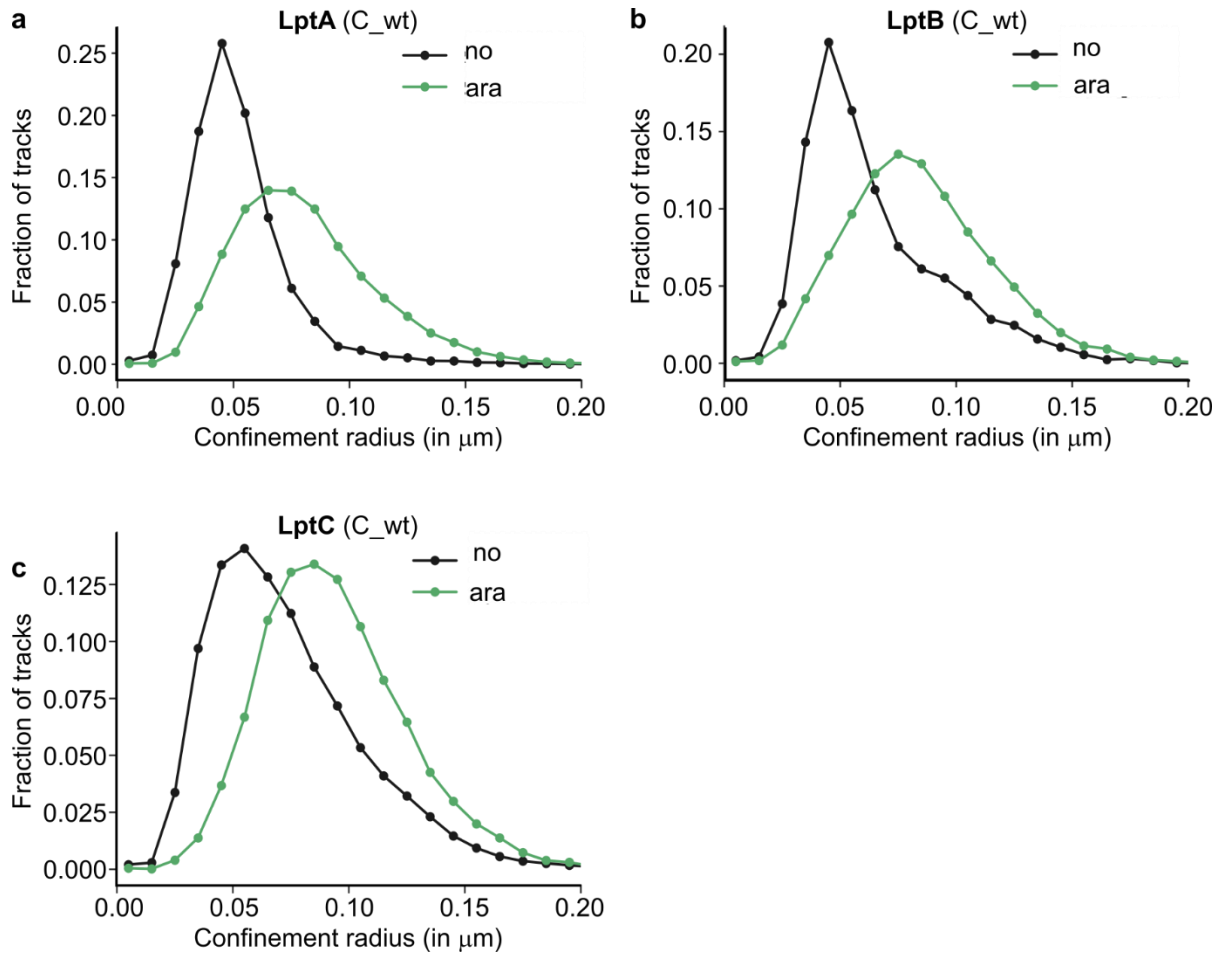 a
LptA (C_wt)
no
ara
0.25
0.20
0.15
0.10
0.05
0.00
Fraction of tracks
0.00 0.05 0.10 0.15 0.20
Confinement radius (in μm)
b
LptB (C_wt)
no
ara
0.20
0.15
0.10
0.05
0.00
Fraction of tracks
0.00 0.05 0.10 0.15 0.20
Confinement radius (in μm)
c
LptC (C_wt)
no
ara
0.125
0.100
0.075
0.050
0.025
0.000
Fraction of tracks
0.00 0.05 0.10 0.15 0.20
Confinement radius (in μm)